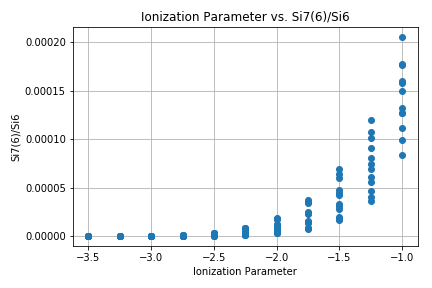 Ionization Parameter vs. Si7(6)/Si6
0.00020
0.00015
0.00010
0.00005
0.00000
Si7(6)/Si6
−3.5 −3.0 −2.5 −2.0 −1.5 −1.0
Ionization Parameter